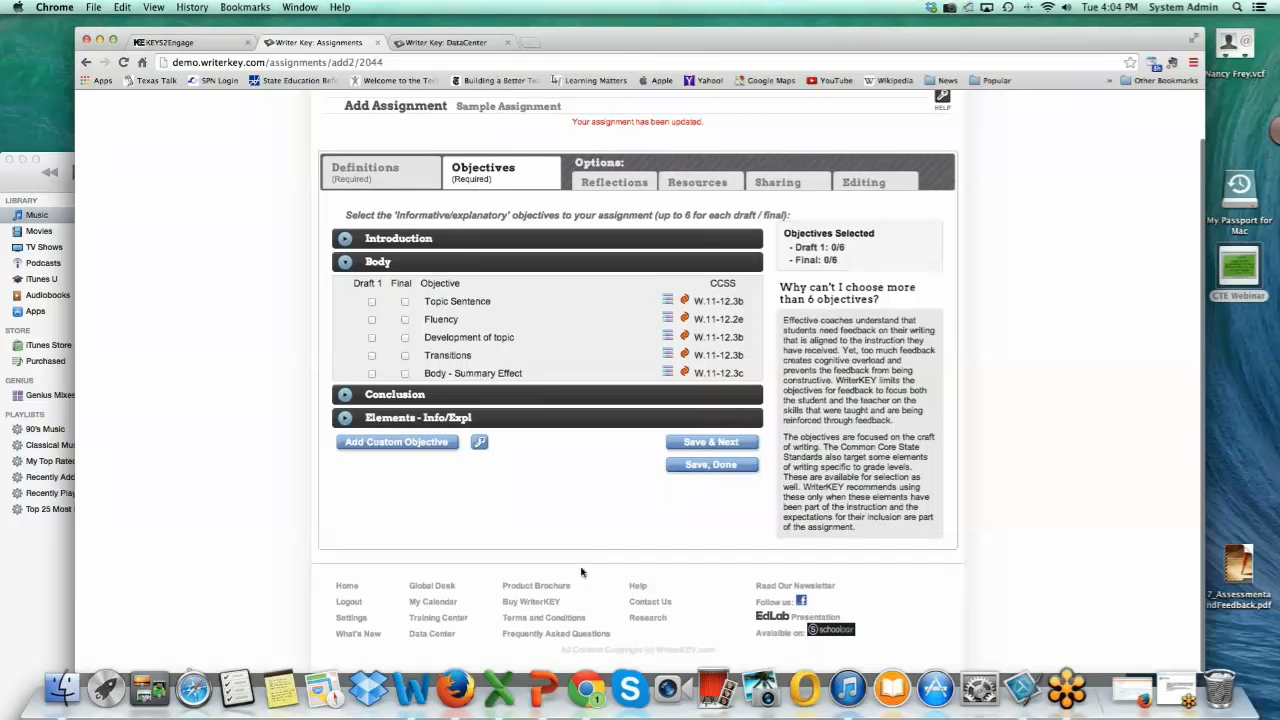 Chrome File Edit View History Bookmarks Window Help Tue 4:04 PM System Admin
KEYS2Engage Writer Key: Assignments Writer Key: DataCenter
demo.writerkey.com/assignments/add2/2044
Apps Texas Talk SPN Login State Education Ref Welcome to the Tec Building a Better Te Learning Matters Apple Yahoo! Google Maps YouTube Wikipedia News Popular » Other Bookmarks
Add Assignment Sample Assignment HELP
Your assignment has been updated.
Definitions
(Required)
Objectives
(Required)
Options:
Reflections Resources Sharing Editing
Select the 'Informative/explanatory' objectives to your assignment (up to 6 for each draft / final):
Introduction
Body
Draft 1 Final Objective CCSS
Topic Sentence W.11-12.3b
Fluency W.11-12.2e
Development of topic W.11-12.3b
Transitions W.11-12.3b
Body - Summary Effect W.11-12.3c
Conclusion
Elements - Info/Expl
Add Custom Objective Save & Next
Save, Done
Objectives Selected
- Draft 1: 0/6
- Final: 0/6
Why can't I choose more
than 6 objectives?
Effective coaches understand that
students need feedback on their writing
that is aligned to the instruction they
have received. Yet, too much feedback
creates cognitive overload and
prevents the feedback from being
constructive. WriterKEY limits the
objectives for feedback to focus both
the student and the teacher on the
skills that were taught and are being
reinforced through feedback.
The objectives are focused on the craft
of writing. The Common Core State
Standards also target some elements
of writing specific to grade levels.
These are available for selection as
well. WriterKEY recommends using
these only when these elements have
been part of the instruction and the
expectations for their inclusion are part
of the assignment.
Home Global Desk Product Brochure Help Read Our Newsletter
Logout My Calendar Buy WriterKEY Contact Us Follow us:
Settings Training Center Terms and Conditions Research EdLab Presentation
What's New Data Center Frequently Asked Questions Available on: schoology
All Content Copyright (c) WriterKEY.com
LIBRARY
Music
Movies
TV Shows
Podcasts
iTunes U
Audiobooks
Apps
STORE
iTunes Store
Purchased
GENIUS
Genius Mixes
PLAYLISTS
90's Music
Classical Mus
My Top Rated
Recently Add
Recently Play
Top 25 Most
Nancy Frey.vcf
My Passport for
Mac
CTE Webinar
7_Assessmenta
ndFeedback.pdf